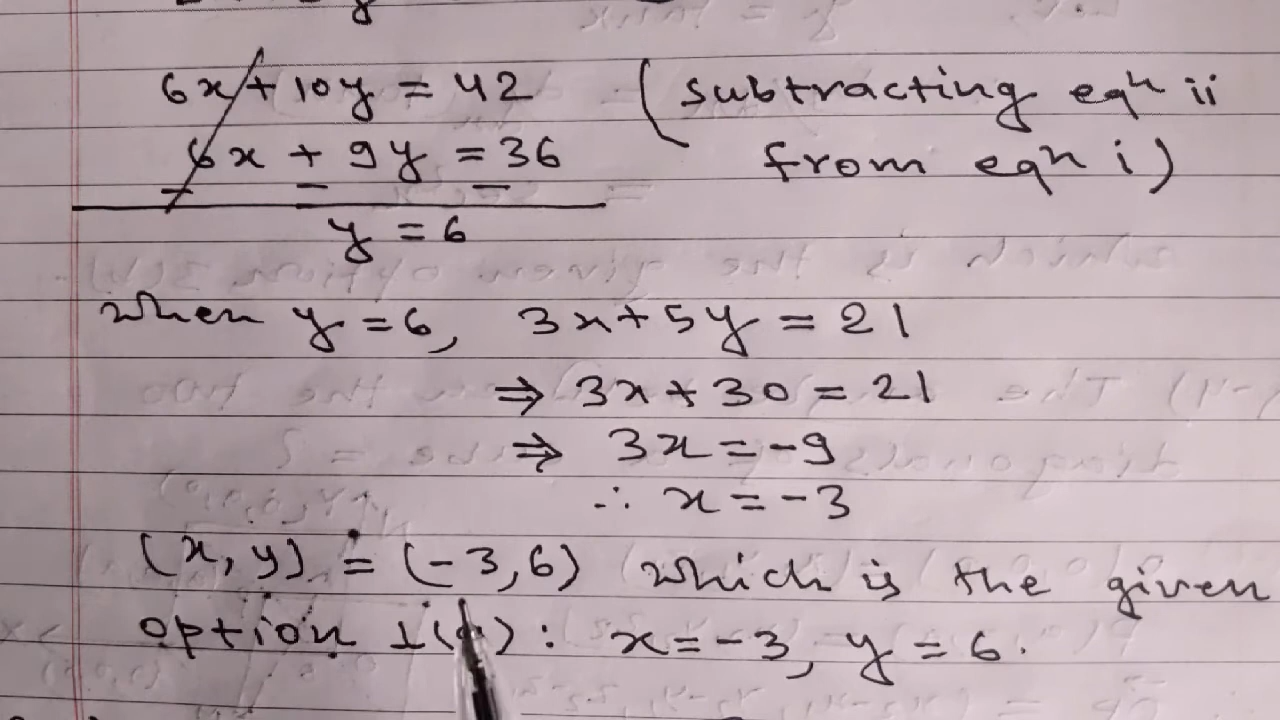 6x + 10y = 42 (subtracting eqn ii
6x + 9y = 36 from eqn i)
− − −
y = 6
when y = 6, 3x + 5y = 21
⇒ 3x + 30 = 21
⇒ 3x = -9
∴ x = -3
(x, y) = (-3, 6) which is the given
option 1( ): x = -3, y = 6.